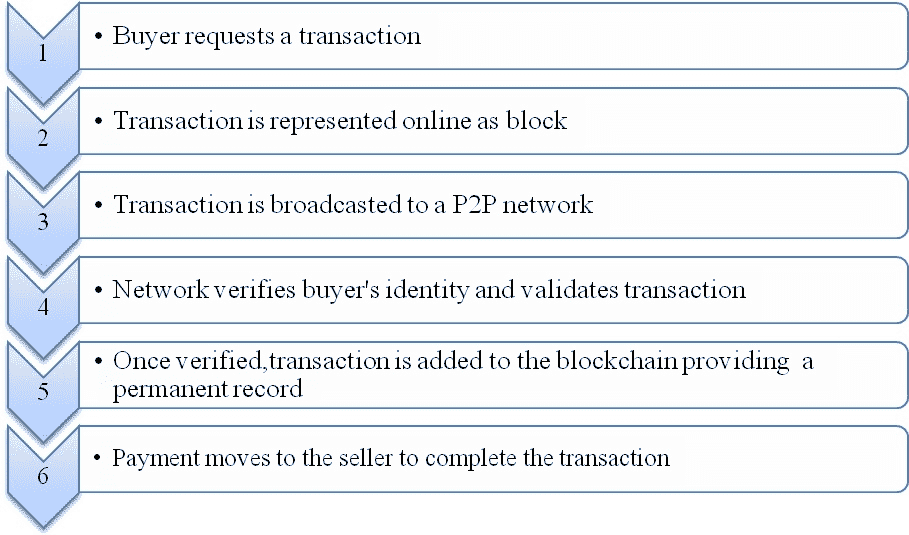 1
• Buyer requests a transaction
2
• Transaction is represented online as block
3
• Transaction is broadcasted to a P2P network
4
• Network verifies buyer's identity and validates transaction
5
• Once verified,transaction is added to the blockchain providing a
permanent record
6
• Payment moves to the seller to complete the transaction